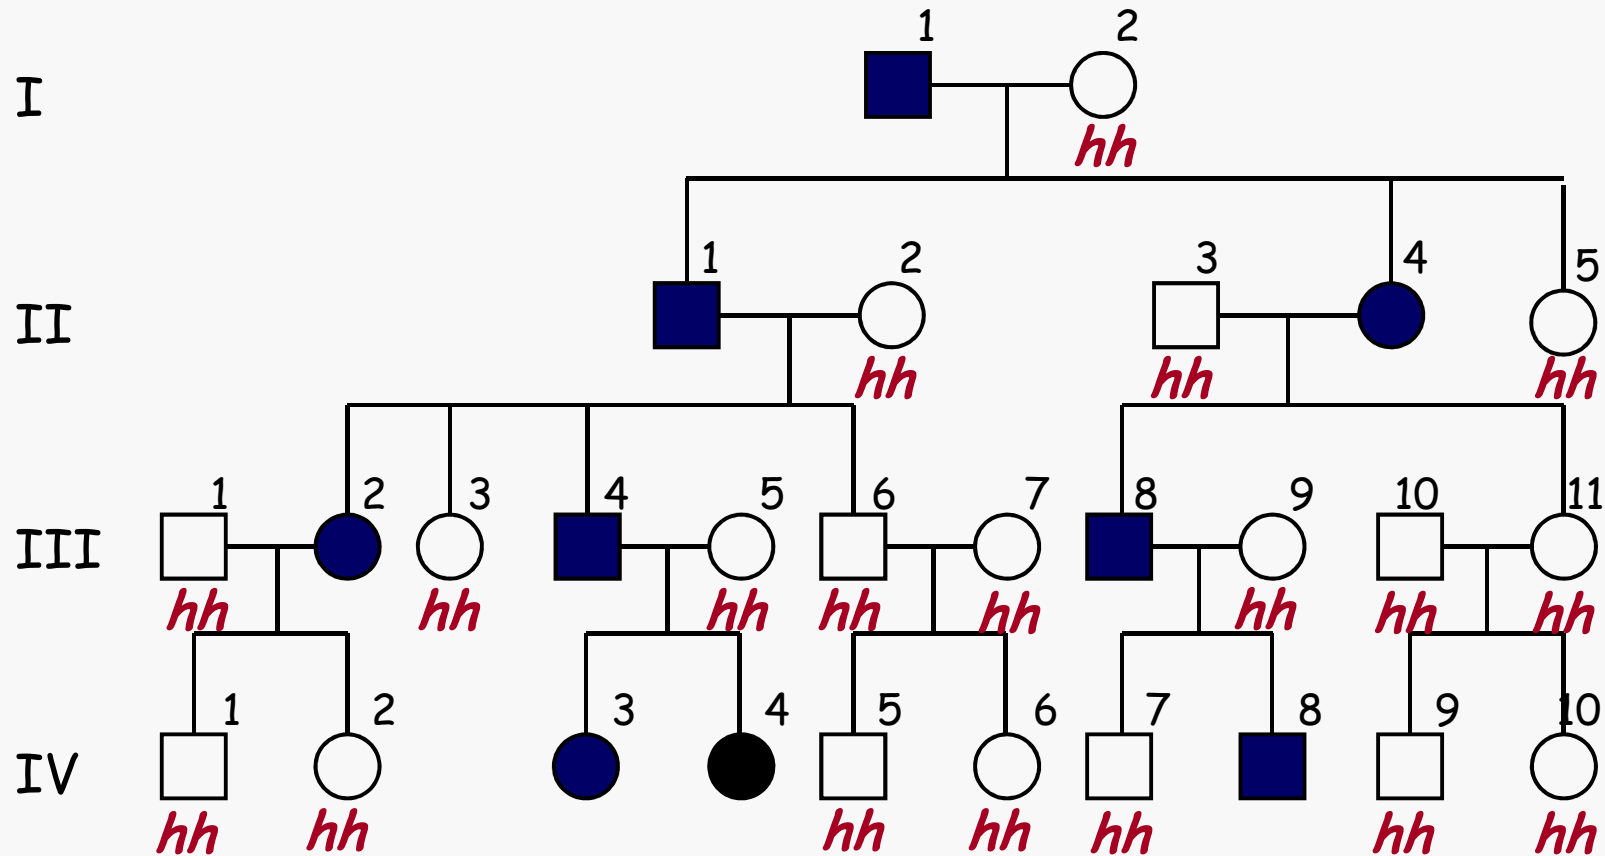 1 2
I
hh
1 2 3 4 5
II
hh hh hh
1 2 3 4 5 6 7 8 9 10 11
III
hh hh hh hh hh hh hh hh
1 2 3 4 5 6 7 8 9 10
IV
hh hh hh hh hh hh hh